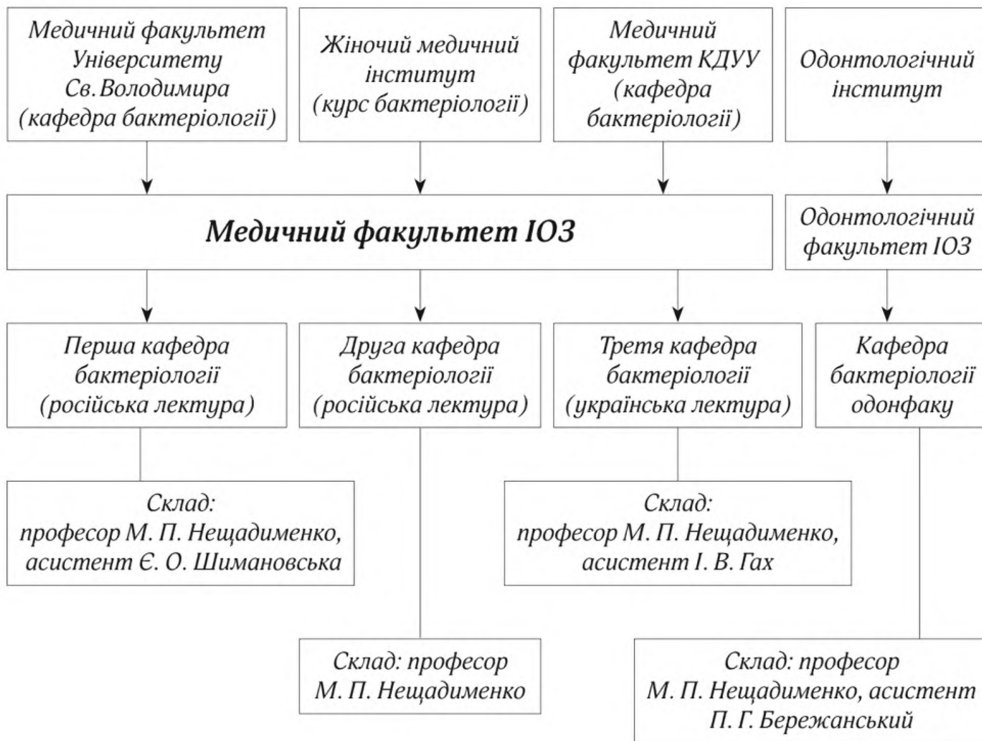 Медичний факультет
Університету
Св. Володимира
(кафедра бактеріології)
Жіночий медичний
інститут
(курс бактеріології)
Медичний
факультет КДУУ
(кафедра
бактеріології)
Одонтологічний
інститут
Медичний факультет ІОЗ
Одонтологічний
факультет ІОЗ
Перша кафедра
бактеріології
(російська лектура)
Друга кафедра
бактеріології
(російська лектура)
Третя кафедра
бактеріології
(українська лектура)
Кафедра
бактеріології
одонфаку
Склад:
професор М. П. Нещадименко,
асистент Є. О. Шимановська
Склад:
професор М. П. Нещадименко,
асистент І. В. Гах
Склад: професор
М. П. Нещадименко
Склад: професор
М. П. Нещадименко, асистент
П. Г. Бережанський